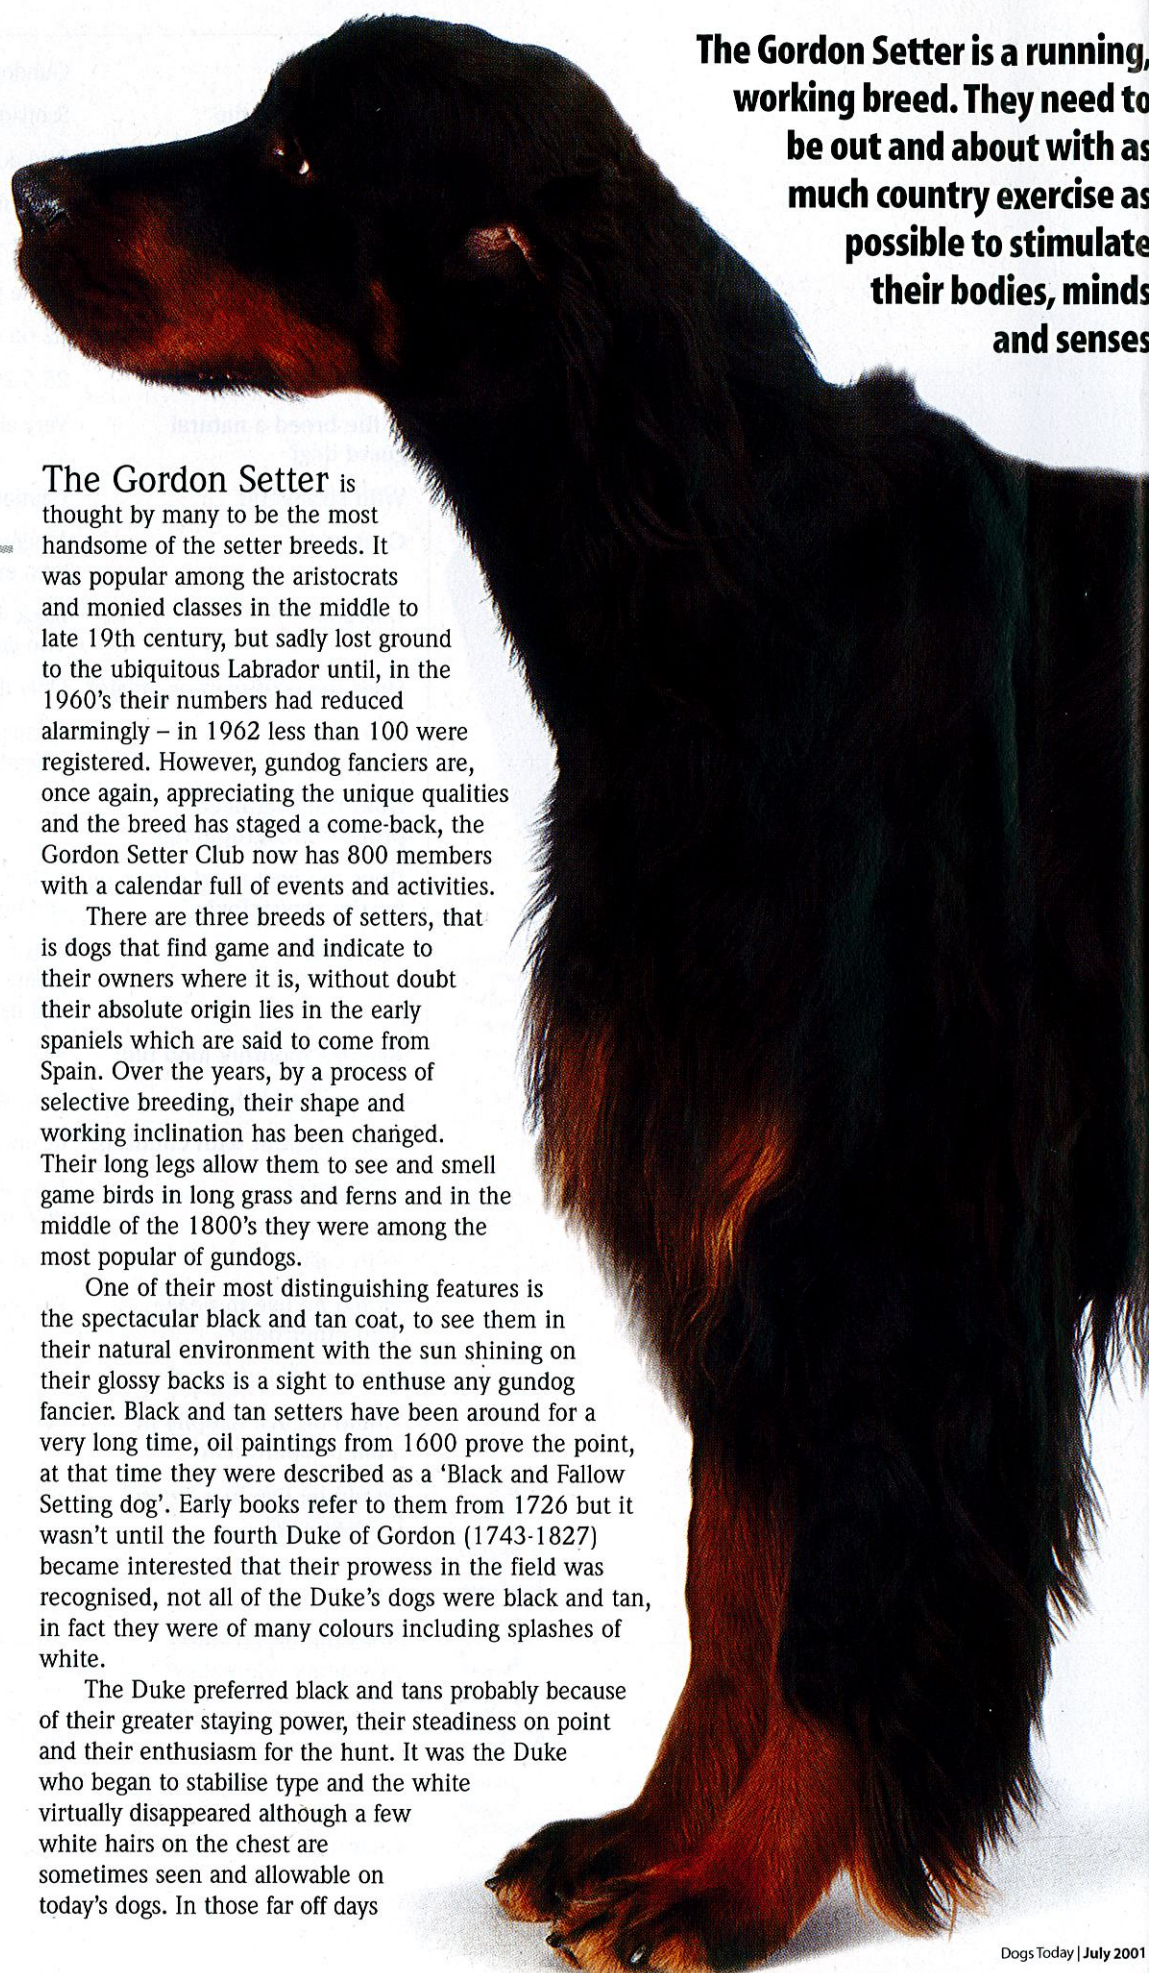 The Gordon Setter is a running,
working breed. They need to
be out and about with as
much country exercise as
possible to stimulate
their bodies, minds
and senses
The Gordon Setter is
thought by many to be the most
handsome of the setter breeds. It
was popular among the aristocrats
and monied classes in the middle to
late 19th century, but sadly lost ground
to the ubiquitous Labrador until, in the
1960's their numbers had reduced
alarmingly – in 1962 less than 100 were
registered. However, gundog fanciers are,
once again, appreciating the unique qualities
and the breed has staged a come-back, the
Gordon Setter Club now has 800 members
with a calendar full of events and activities.
There are three breeds of setters, that
is dogs that find game and indicate to
their owners where it is, without doubt
their absolute origin lies in the early
spaniels which are said to come from
Spain. Over the years, by a process of
selective breeding, their shape and
working inclination has been changed.
Their long legs allow them to see and smell
game birds in long grass and ferns and in the
middle of the 1800's they were among the
most popular of gundogs.
One of their most distinguishing features is
the spectacular black and tan coat, to see them in
their natural environment with the sun shining on
their glossy backs is a sight to enthuse any gundog
fancier. Black and tan setters have been around for a
very long time, oil paintings from 1600 prove the point,
at that time they were described as a ‘Black and Fallow
Setting dog’. Early books refer to them from 1726 but it
wasn't until the fourth Duke of Gordon (1743-1827)
became interested that their prowess in the field was
recognised, not all of the Duke's dogs were black and tan,
in fact they were of many colours including splashes of
white.
The Duke preferred black and tans probably because
of their greater staying power, their steadiness on point
and their enthusiasm for the hunt. It was the Duke
who began to stabilise type and the white
virtually disappeared although a few
white hairs on the chest are
sometimes seen and allowable on
today's dogs. In those far off days
Dogs Today | July 2001